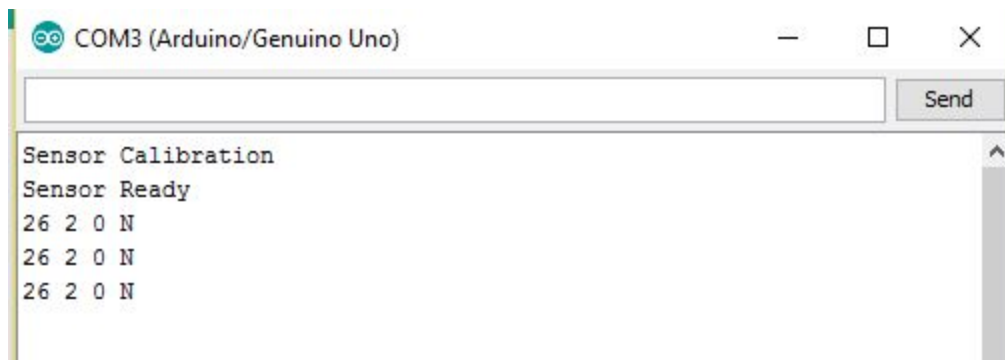 COM3 (Arduino/Genuino Uno)
Send
Sensor Calibration
Sensor Ready
26 2 0 N
26 2 0 N
26 2 0 N